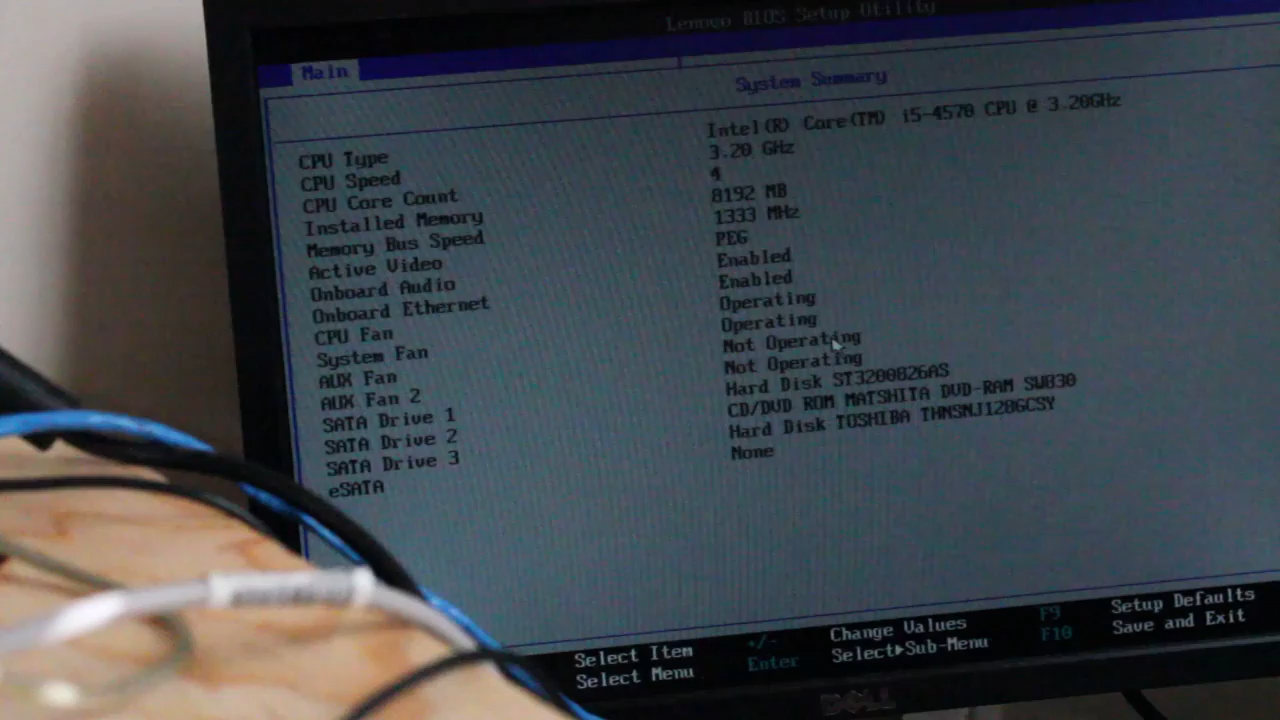 Lenovo BIOS Setup Utility
Main
System Summary
CPU Type Intel(R) Core(TM) i5-4570 CPU @ 3.20GHz
CPU Speed 3.20 GHz
CPU Core Count 4
Installed Memory 8192 MB
Memory Bus Speed 1333 MHz
Active Video PEG
Onboard Audio Enabled
Onboard Ethernet Enabled
CPU Fan Operating
System Fan Operating
AUX Fan Not Operating
AUX Fan 2 Not Operating
SATA Drive 1 Hard Disk ST3200826AS
SATA Drive 2 CD/DVD ROM MATSHITA DVD-RAM SW830
SATA Drive 3 Hard Disk TOSHIBA THNSNJ128GCSY
eSATA None
Select Item +/- Change Values F9 Setup Defaults
Select Menu Enter Select▶Sub-Menu F10 Save and Exit
DELL